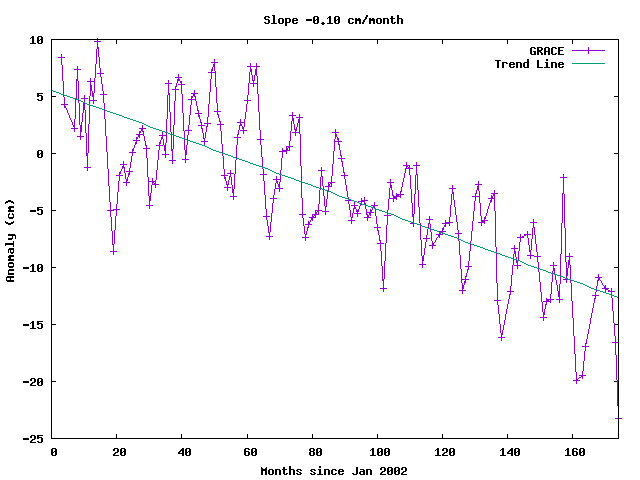 Slope -0.10 cm/month
GRACE
Trend Line
10
5
0
-5
-10
-15
-20
-25
Anomaly (cm)
0 20 40 60 80 100 120 140 160
Months since Jan 2002